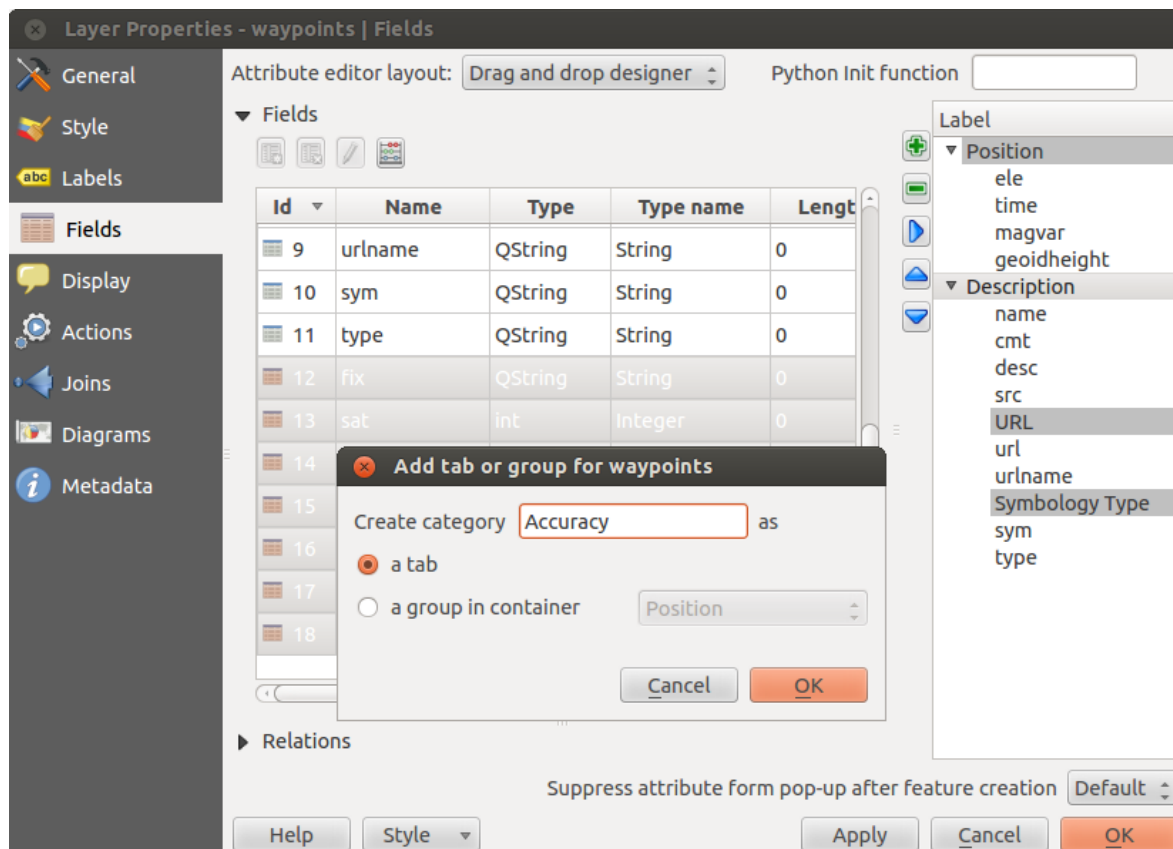 Layer Properties - waypoints | Fields
General
Style
abc Labels
Fields
Display
Actions
Joins
Diagrams
i Metadata
Attribute editor layout: Drag and drop designer Python Init function
Fields
Id Name Type Type name Lengt
9 urlname QString String 0
10 sym QString String 0
11 type QString String 0
12 fix QString String 0
13 sat int Integer 0
14
15
16
17
18
Add tab or group for waypoints
Create category Accuracy as
a tab
a group in container Position
Cancel OK
Label
Position
ele
time
magvar
geoidheight
Description
name
cmt
desc
src
URL
url
urlname
Symbology Type
sym
type
Relations
Suppress attribute form pop-up after feature creation Default
Help Style Apply Cancel OK